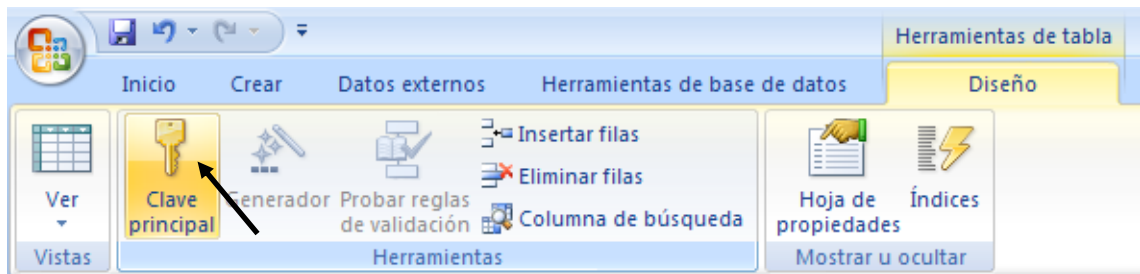 Herramientas de tabla
Inicio Crear Datos externos Herramientas de base de datos Diseño
Ver
Clave
principal
Generador
Probar reglas
de validación
Insertar filas
Eliminar filas
Columna de búsqueda
Hoja de
propiedades
Índices
Vistas Herramientas Mostrar u ocultar